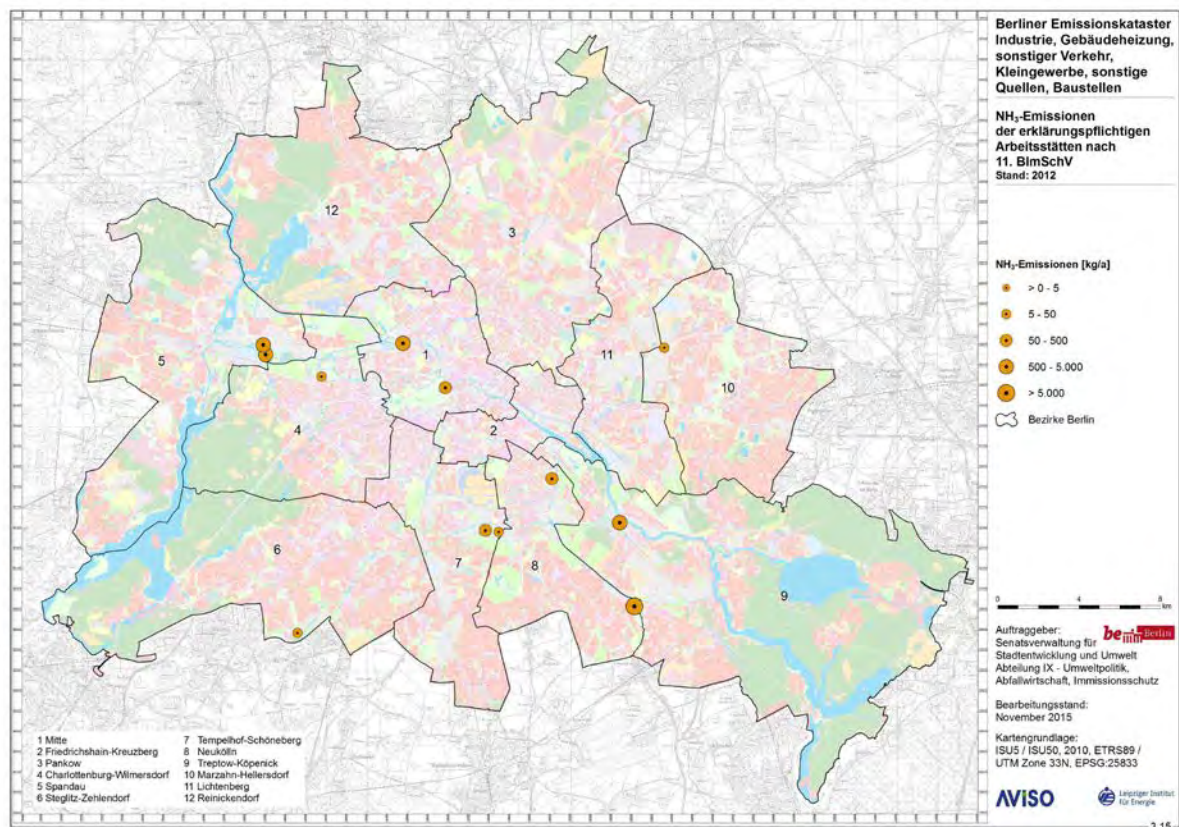 Berliner Emissionskataster
Industrie, Gebäudeheizung,
sonstiger Verkehr,
Kleingewerbe, sonstige
Quellen, Baustellen
NH₃-Emissionen
der erklärungspflichtigen
Arbeitsstätten nach
11. BImSchV
Stand: 2012
NH₃-Emissionen [kg/a]
> 0 - 5
5 - 50
50 - 500
500 - 5.000
> 5.000
Bezirke Berlin
12
3
5
1
11
10
4
2
6
7
8
9
0 4 8
km
Auftraggeber:
Senatsverwaltung für
Stadtentwicklung und Umwelt
Abteilung IX - Umweltpolitik,
Abfallwirtschaft, Immissionsschutz
be Berlin
Bearbeitungsstand:
November 2015
Kartengrundlage:
ISU5 / ISU50, 2010, ETRS89 /
UTM Zone 33N, EPSG:25833
AVISO
Leipziger Institut
für Energie
1 Mitte
2 Friedrichshain-Kreuzberg
3 Pankow
4 Charlottenburg-Wilmersdorf
5 Spandau
6 Steglitz-Zehlendorf
7 Tempelhof-Schöneberg
8 Neukölln
9 Treptow-Köpenick
10 Marzahn-Hellersdorf
11 Lichtenberg
12 Reinickendorf
3.15